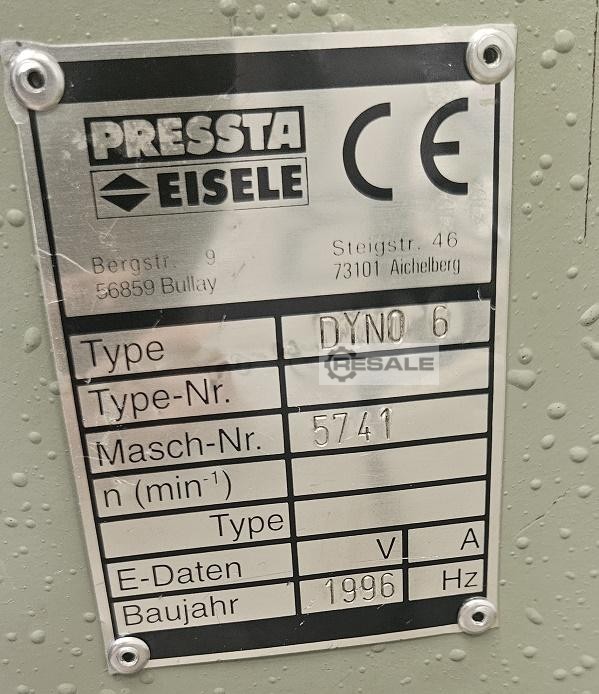 PRESSTA
EISELE
CE
Bergstr. 9
56859 Bullay
Steigstr. 46
73101 Aichelberg
Type DYNO 6
RESALE
Type-Nr.
Masch-Nr. 5741
n (min-1)
Type
E-Daten V A
Baujahr 1996 Hz